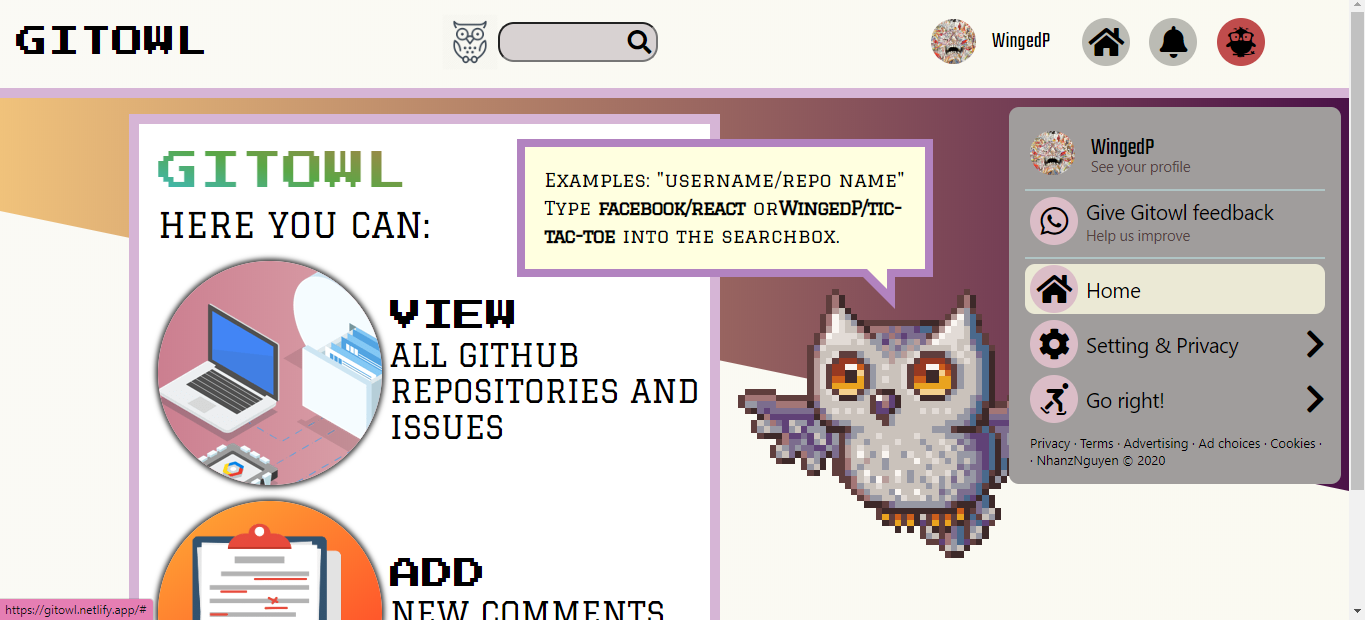 GITOWL
WingedP
GITOWL
HERE YOU CAN:
EXAMPLES: "USERNAME/REPO NAME"
TYPE FACEBOOK/REACT ORWINGEDP/TIC-
TAC-TOE INTO THE SEARCHBOX.
VIEW
ALL GITHUB
REPOSITORIES AND
ISSUES
ADD
NEW COMMENTS
WingedP
See your profile
Give Gitowl feedback
Help us improve
Home
Setting & Privacy
Go right!
Privacy · Terms · Advertising · Ad choices · Cookies ·
· NhanzNguyen © 2020
https://gitowl.netlify.app/#